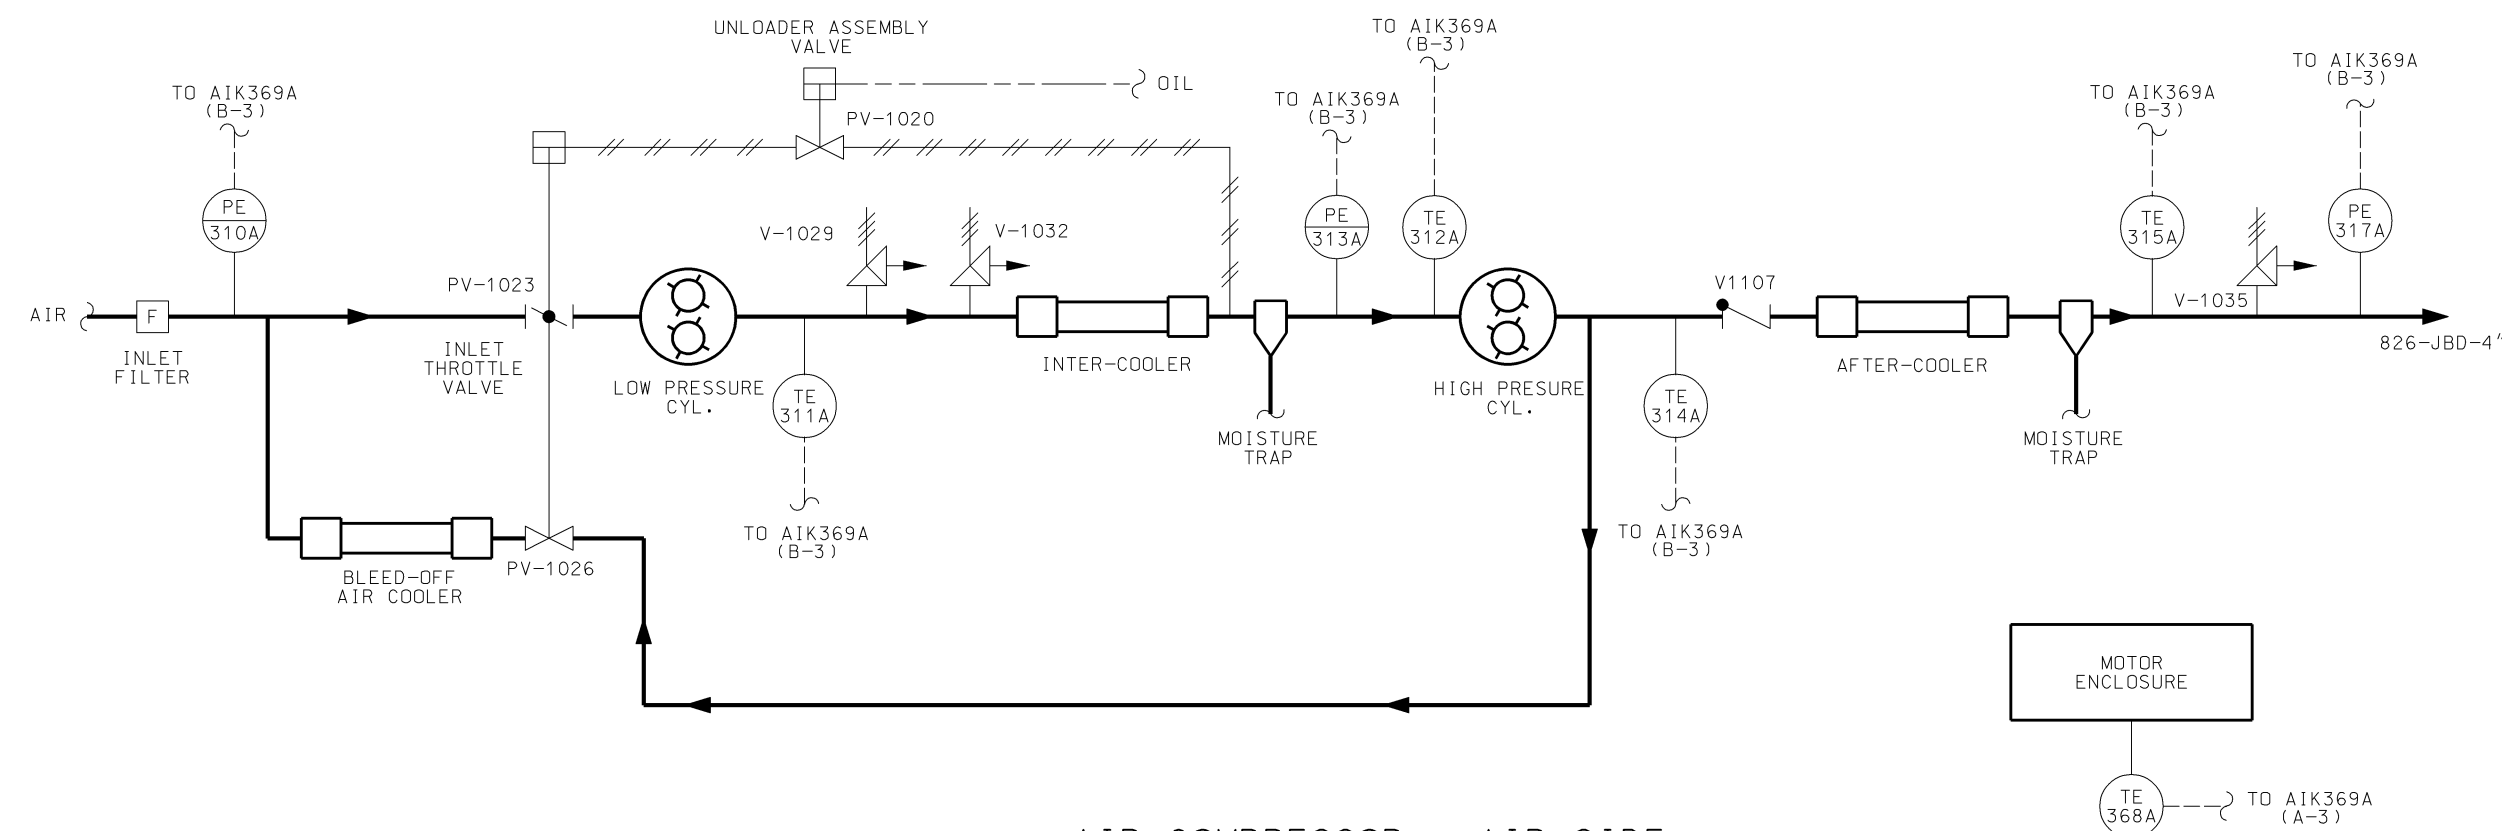 UNLOADER ASSEMBLY
VALVE
TO AIK369A
(B-3)
TO AIK369A
(B-3)
OIL
TO AIK369A
(B-3)
TO AIK369A
(B-3)
TO AIK369A
(B-3)
TO AIK369A
(B-3)
PV-1020
PE
310A
V-1029
V-1032
PE
313A
TE
312A
TE
315A
PE
317A
PV-1023
V1107
V-1035
AIR
F
826-JBD-4"
INLET
FILTER
INLET
THROTTLE
VALVE
LOW PRESSURE
CYL.
TE
311A
INTER-COOLER
HIGH PRESURE
CYL.
TE
314A
AFTER-COOLER
MOISTURE
TRAP
MOISTURE
TRAP
TO AIK369A
(B-3)
TO AIK369A
(B-3)
PV-1026
BLEED-OFF
AIR COOLER
MOTOR
ENCLOSURE
TE
368A
TO AIK369A
(A-3)